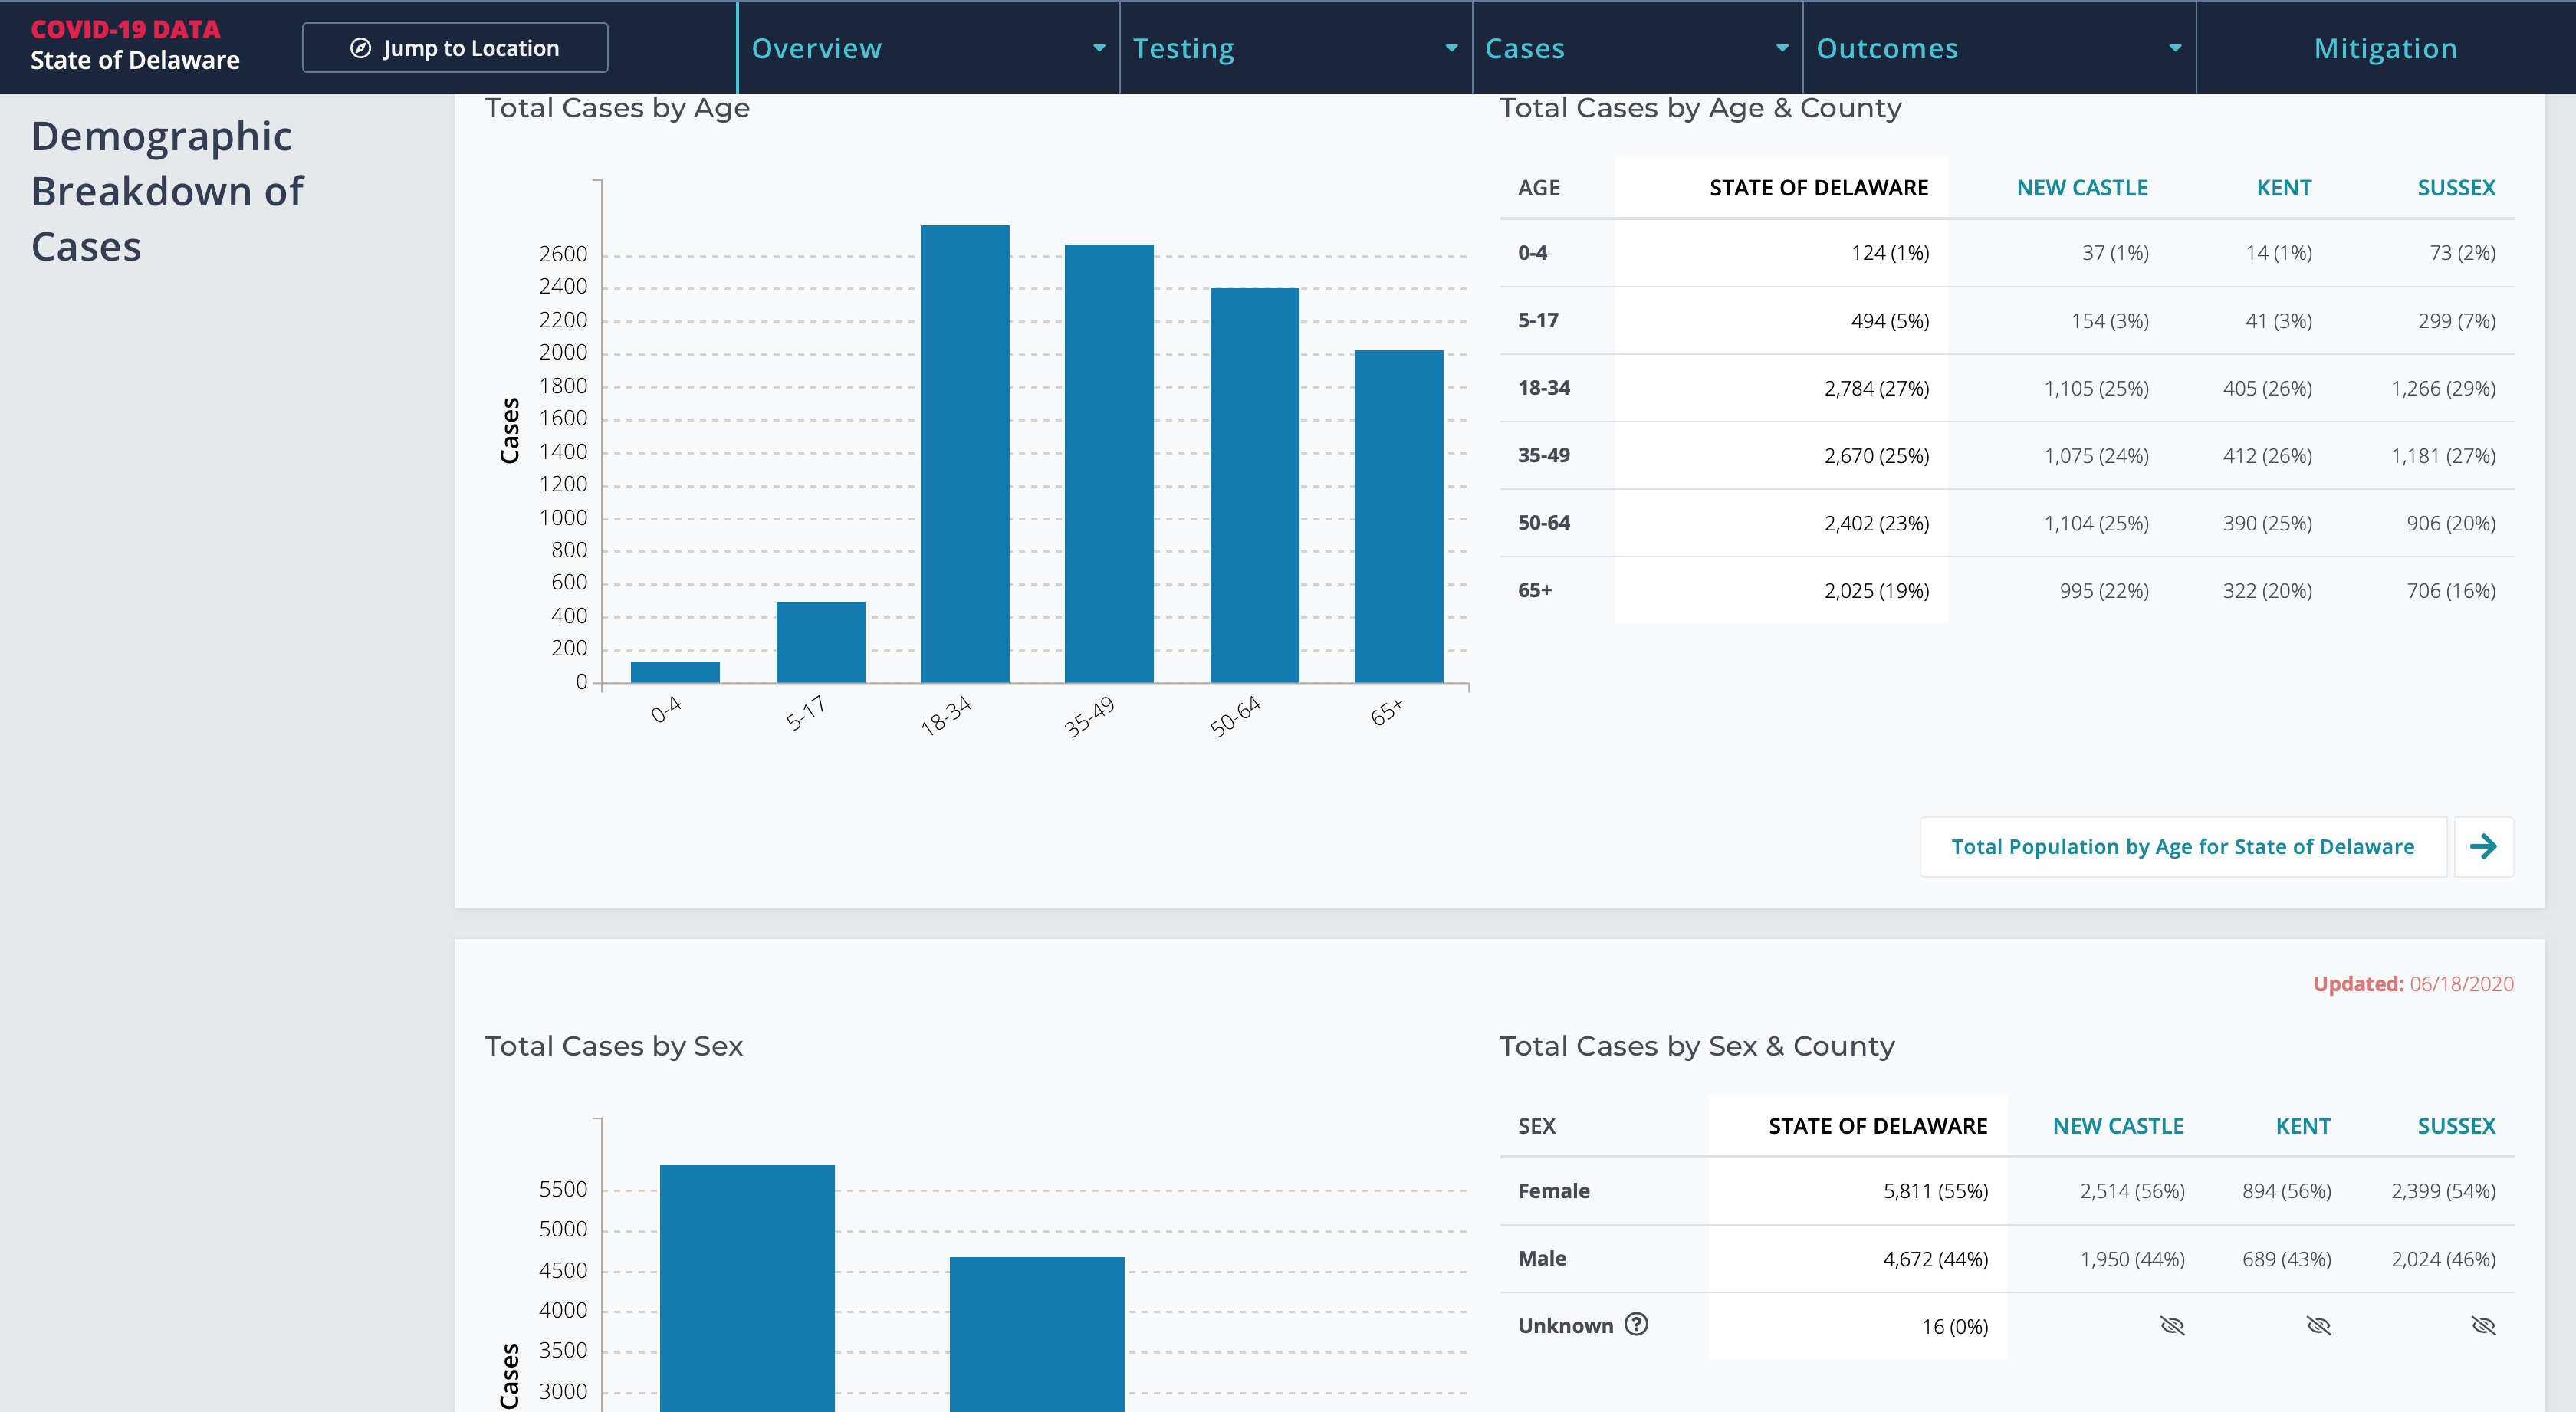 COVID-19 DATA
State of Delaware
Jump to Location
Overview
Testing
Cases
Outcomes
Mitigation
Demographic
Breakdown of
Cases
Total Cases by Age
Cases
2600
2400
2200
2000
1800
1600
1400
1200
1000
800
600
400
200
0
0-4
5-17
18-34
35-49
50-64
65+
Total Cases by Age & County
AGE STATE OF DELAWARE NEW CASTLE KENT SUSSEX
0-4 124 (1%) 37 (1%) 14 (1%) 73 (2%)
5-17 494 (5%) 154 (3%) 41 (3%) 299 (7%)
18-34 2,784 (27%) 1,105 (25%) 405 (26%) 1,266 (29%)
35-49 2,670 (25%) 1,075 (24%) 412 (26%) 1,181 (27%)
50-64 2,402 (23%) 1,104 (25%) 390 (25%) 906 (20%)
65+ 2,025 (19%) 995 (22%) 322 (20%) 706 (16%)
Total Population by Age for State of Delaware
Updated: 06/18/2020
Total Cases by Sex
Cases
5500
5000
4500
4000
3500
3000
Total Cases by Sex & County
SEX STATE OF DELAWARE NEW CASTLE KENT SUSSEX
Female 5,811 (55%) 2,514 (56%) 894 (56%) 2,399 (54%)
Male 4,672 (44%) 1,950 (44%) 689 (43%) 2,024 (46%)
Unknown ? 16 (0%)